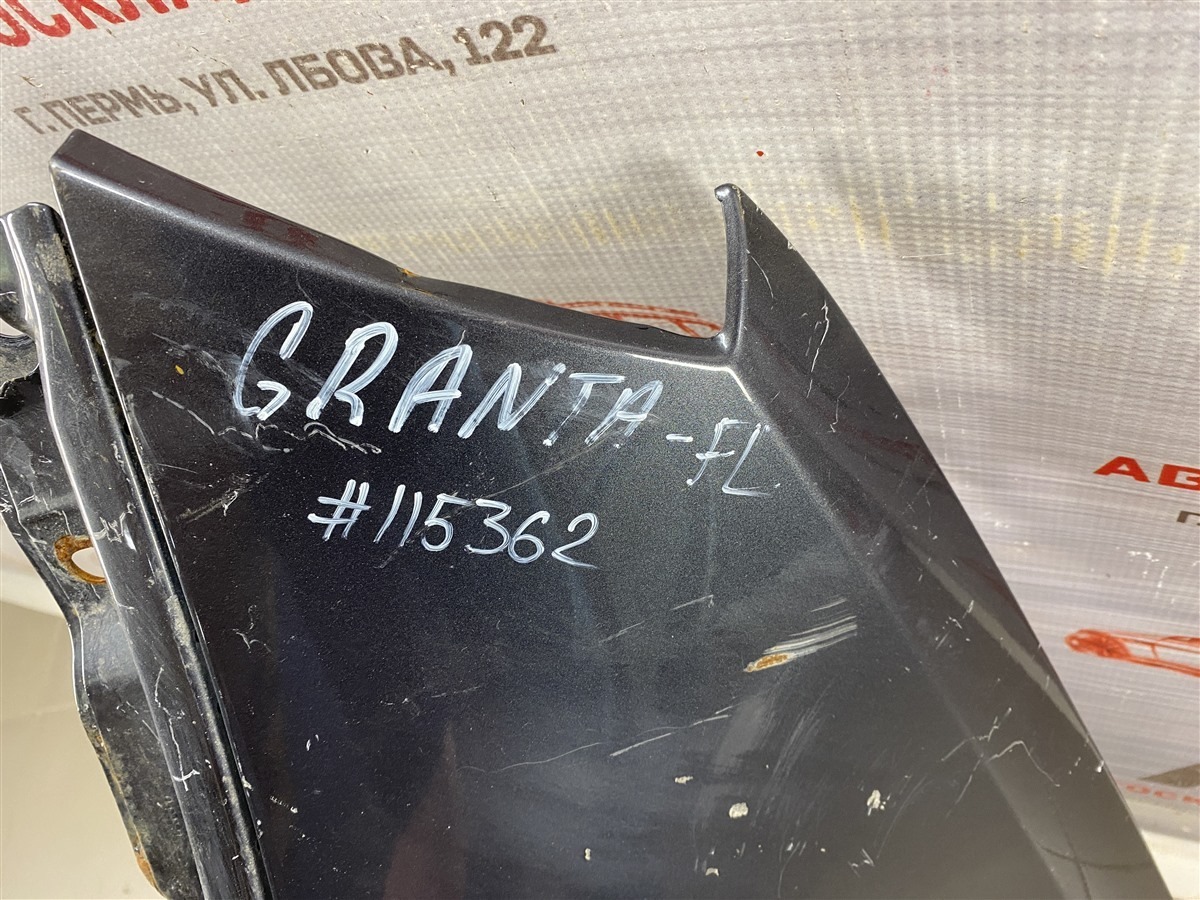 Г. ПЕРМЬ, УЛ. ЛБОВА, 122
GRANTA-FL
#115362